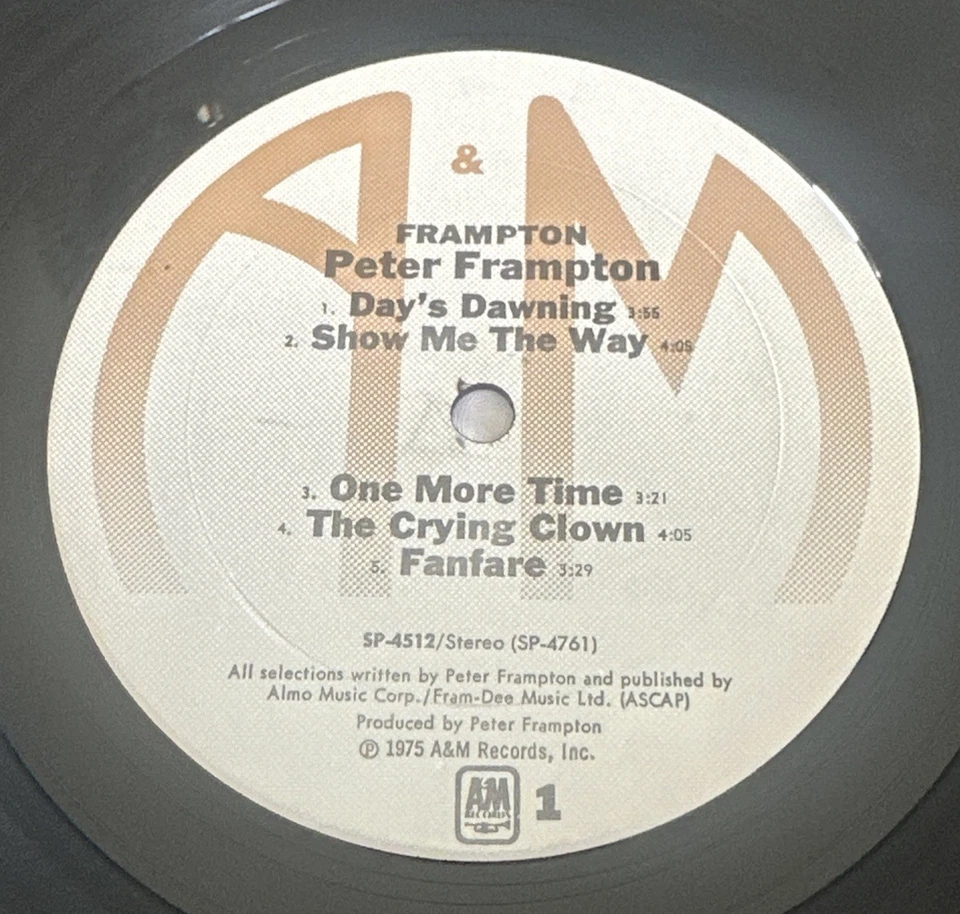 A & M
FRAMPTON
Peter Frampton
1. Day's Dawning 3:56
2. Show Me The Way 4:05
3. One More Time 3:21
4. The Crying Clown 4:05
5. Fanfare 3:29
SP-4512/Stereo (SP-4761)
All selections written by Peter Frampton and published by
Almo Music Corp./Fram-Dee Music Ltd. (ASCAP)
Produced by Peter Frampton
℗ 1975 A&M Records, Inc.
AM RECORDS 1